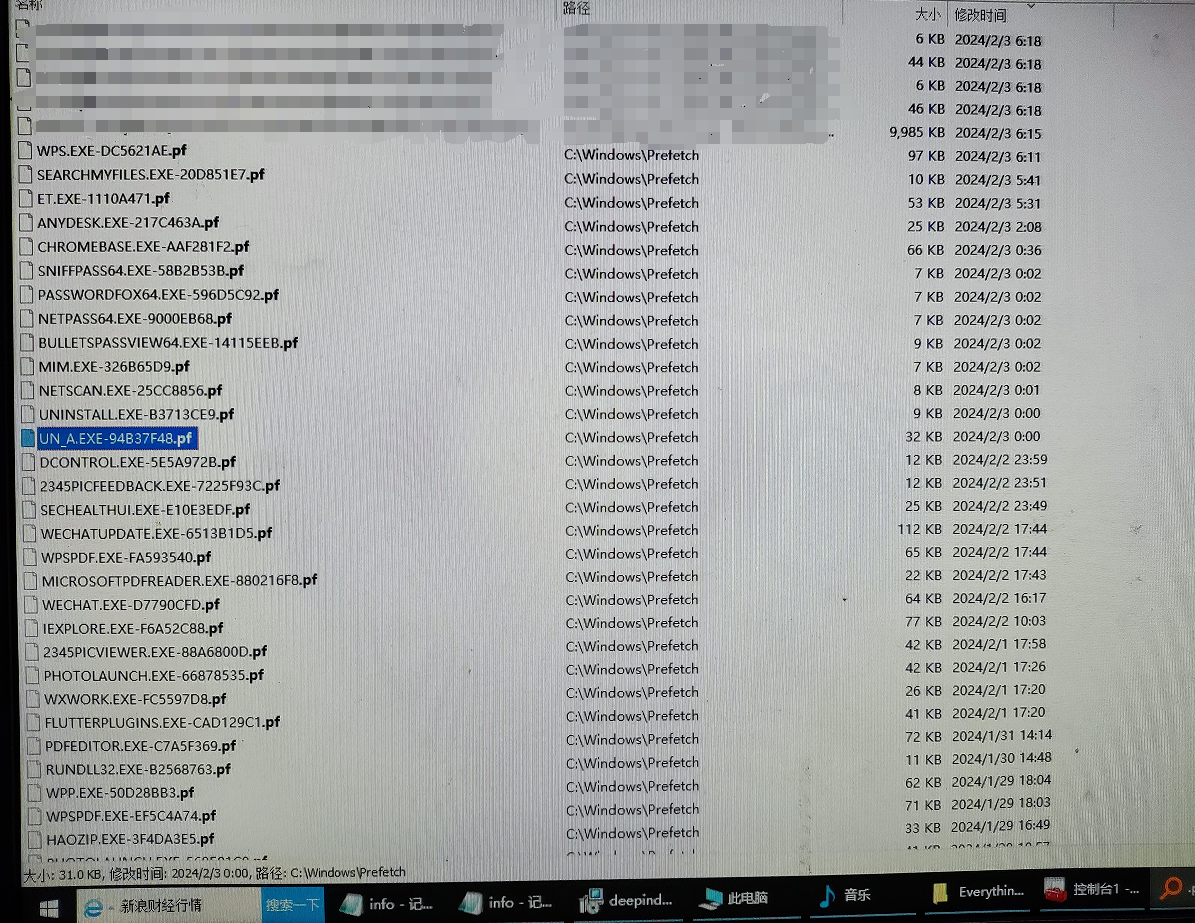 名称 路径 大小 修改时间
6 KB 2024/2/3 6:18
44 KB 2024/2/3 6:18
6 KB 2024/2/3 6:18
46 KB 2024/2/3 6:18
9,985 KB 2024/2/3 6:15
WPS.EXE-DC5621AE.pf C:\Windows\Prefetch 97 KB 2024/2/3 6:11
SEARCHMYFILES.EXE-20D851E7.pf C:\Windows\Prefetch 10 KB 2024/2/3 5:41
ET.EXE-1110A471.pf C:\Windows\Prefetch 53 KB 2024/2/3 5:31
ANYDESK.EXE-217C463A.pf C:\Windows\Prefetch 25 KB 2024/2/3 2:08
CHROMEBASE.EXE-AAF281F2.pf C:\Windows\Prefetch 66 KB 2024/2/3 0:36
SNIFFPASS64.EXE-58B2B53B.pf C:\Windows\Prefetch 7 KB 2024/2/3 0:02
PASSWORDFOX64.EXE-596D5C92.pf C:\Windows\Prefetch 7 KB 2024/2/3 0:02
NETPASS64.EXE-9000EB68.pf C:\Windows\Prefetch 7 KB 2024/2/3 0:02
BULLETSPASSVIEW64.EXE-14115EEB.pf C:\Windows\Prefetch 9 KB 2024/2/3 0:02
MIM.EXE-326B65D9.pf C:\Windows\Prefetch 7 KB 2024/2/3 0:02
NETSCAN.EXE-25CC8856.pf C:\Windows\Prefetch 8 KB 2024/2/3 0:01
UNINSTALL.EXE-B3713CE9.pf C:\Windows\Prefetch 9 KB 2024/2/3 0:00
UN_A.EXE-94B37F48.pf C:\Windows\Prefetch 32 KB 2024/2/3 0:00
DCONTROL.EXE-5E5A972B.pf C:\Windows\Prefetch 12 KB 2024/2/2 23:59
2345PICFEEDBACK.EXE-7225F93C.pf C:\Windows\Prefetch 12 KB 2024/2/2 23:51
SECHEALTHUI.EXE-E10E3EDF.pf C:\Windows\Prefetch 25 KB 2024/2/2 23:49
WECHATUPDATE.EXE-6513B1D5.pf C:\Windows\Prefetch 112 KB 2024/2/2 17:44
WPSPDF.EXE-FA593540.pf C:\Windows\Prefetch 65 KB 2024/2/2 17:44
MICROSOFTPDFREADER.EXE-880216F8.pf C:\Windows\Prefetch 22 KB 2024/2/2 17:43
WECHAT.EXE-D7790CFD.pf C:\Windows\Prefetch 64 KB 2024/2/2 16:17
IEXPLORE.EXE-F6A52C88.pf C:\Windows\Prefetch 77 KB 2024/2/2 10:03
2345PICVIEWER.EXE-88A6800D.pf C:\Windows\Prefetch 42 KB 2024/2/1 17:58
PHOTOLAUNCH.EXE-66878535.pf C:\Windows\Prefetch 42 KB 2024/2/1 17:26
WXWORK.EXE-FC5597D8.pf C:\Windows\Prefetch 26 KB 2024/2/1 17:20
FLUTTERPLUGINS.EXE-CAD129C1.pf C:\Windows\Prefetch 41 KB 2024/2/1 17:20
PDFEDITOR.EXE-C7A5F369.pf C:\Windows\Prefetch 72 KB 2024/1/31 14:14
RUNDLL32.EXE-B2568763.pf C:\Windows\Prefetch 11 KB 2024/1/30 14:48
WPP.EXE-50D28BB3.pf C:\Windows\Prefetch 62 KB 2024/1/29 18:04
WPSPDF.EXE-EF5C4A74.pf C:\Windows\Prefetch 71 KB 2024/1/29 18:03
HAOZIP.EXE-3F4DA3E5.pf C:\Windows\Prefetch 33 KB 2024/1/29 16:49
大小: 31.0 KB, 修改时间: 2024/2/3 0:00, 路径: C:\Windows\Prefetch
新浪财经行情 搜索一下 info - 记... info - 记... deepind... 此电脑 音乐 Everythin... 控制台1 -...